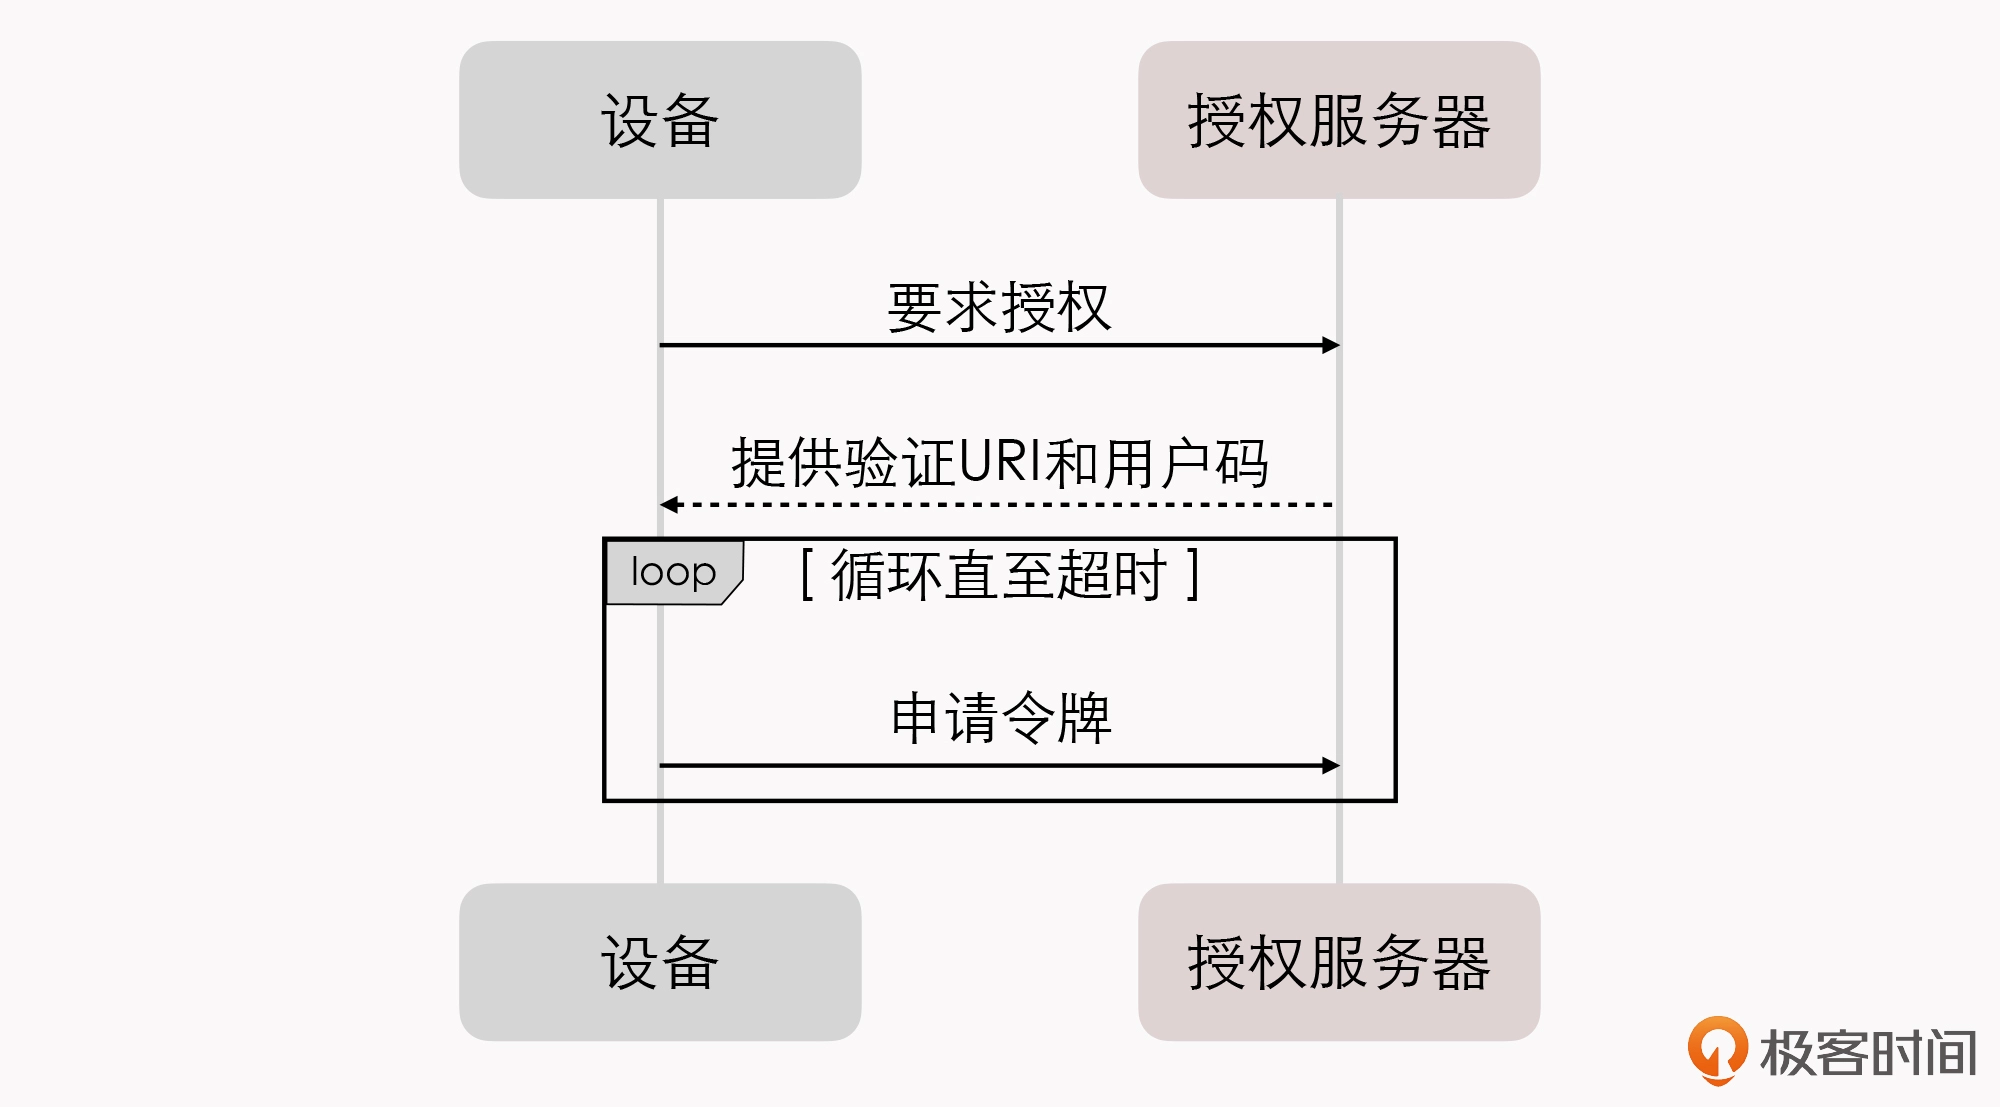 设备
授权服务器
要求授权
提供验证URI和用户码
loop
[ 循环直至超时 ]
申请令牌
设备
授权服务器
极客时间